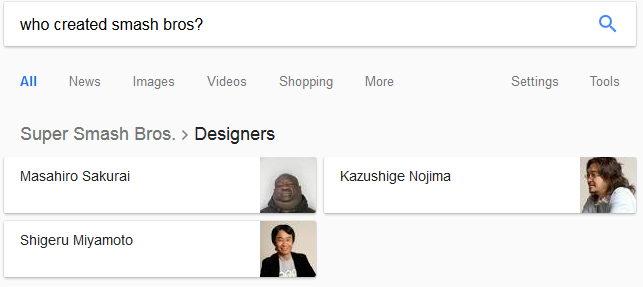 who created smash bros?
All News Images Videos Shopping More Settings Tools
Super Smash Bros. > Designers
Masahiro Sakurai Kazushige Nojima
Shigeru Miyamoto